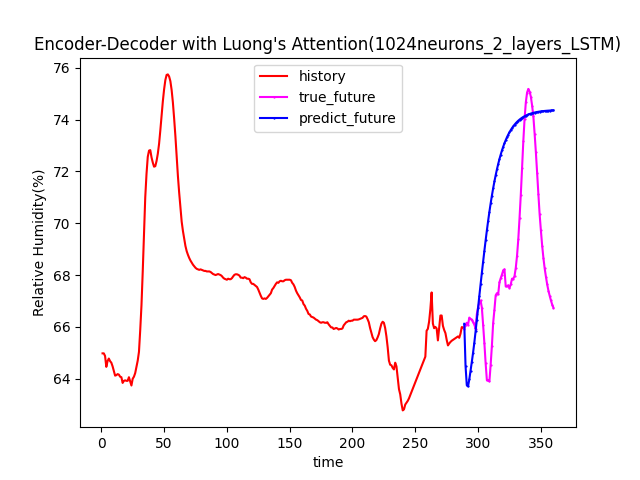 Encoder-Decoder with Luong's Attention(1024neurons_2_layers_LSTM)
history
true_future
predict_future
Relative Humidity(%)
76
74
72
70
68
66
64
0 50 100 150 200 250 300 350
time